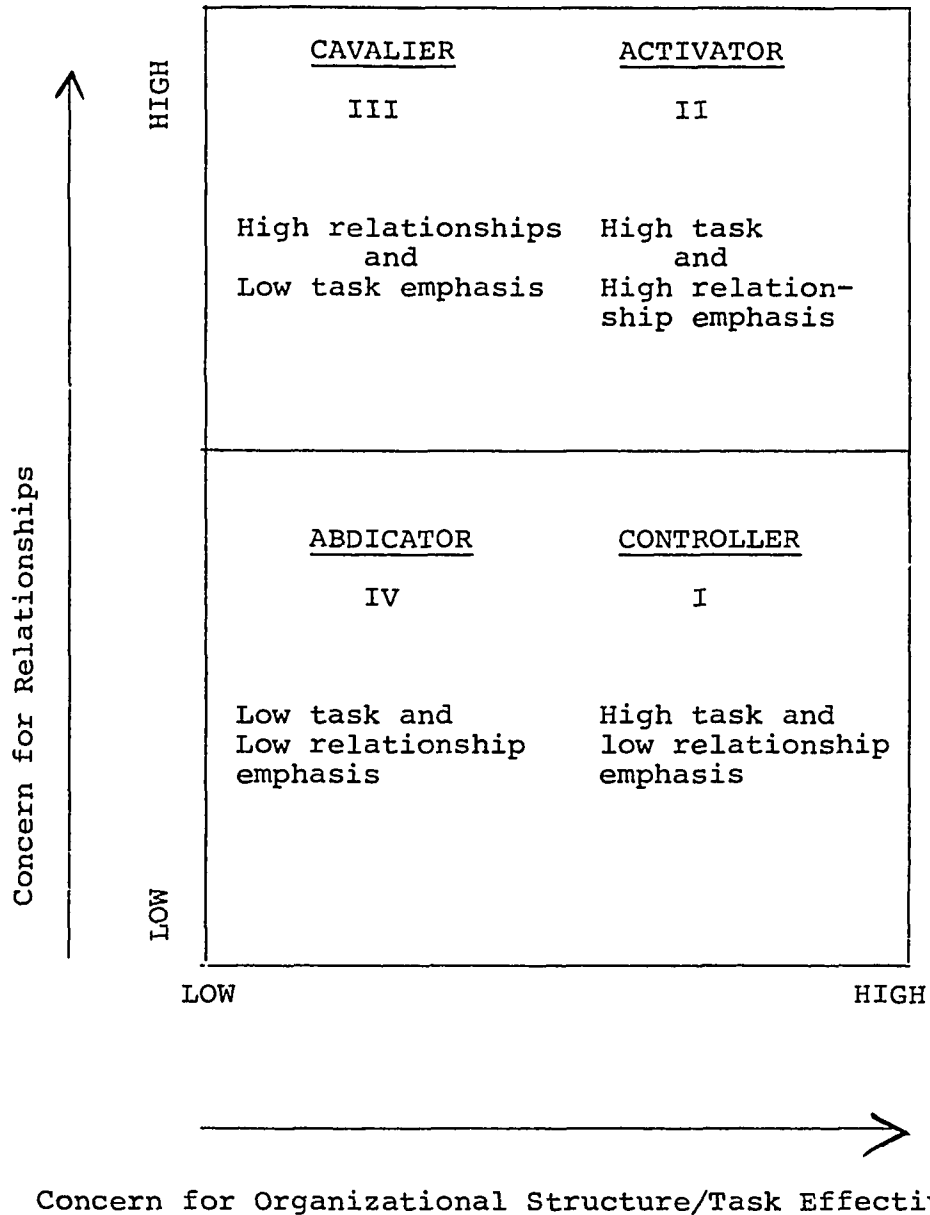 HIGH
CAVALIER
III
High relationships
and
Low task emphasis
ACTIVATOR
II
High task
and
High relation-
ship emphasis
Concern for Relationships
ABDICATOR
IV
Low task and
Low relationship
emphasis
CONTROLLER
I
High task and
low relationship
emphasis
LOW
LOW
HIGH
Concern for Organizational Structure/Task